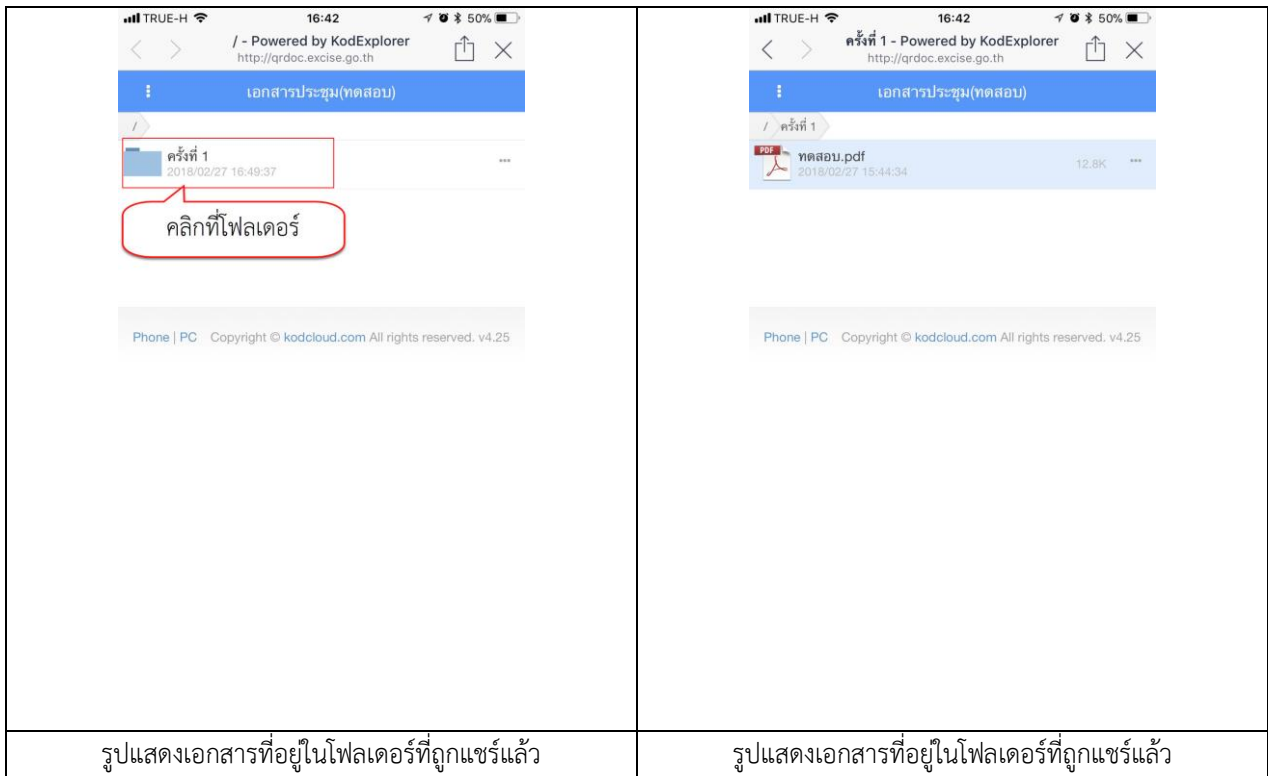 TRUE-H 16:42 50%
/ - Powered by KodExplorer
http://qrdoc.excise.go.th
เอกสารประชุม(ทดสอบ)
/
ครั้งที่ 1
2018/02/27 16:49:37
คลิกที่โฟลเดอร์
Phone | PC Copyright © kodcloud.com All rights reserved. v4.25
รูปแสดงเอกสารที่อยู่ในโฟลเดอร์ที่ถูกแชร์แล้ว
TRUE-H 16:42 50%
ครั้งที่ 1 - Powered by KodExplorer
http://qrdoc.excise.go.th
เอกสารประชุม(ทดสอบ)
/ ครั้งที่ 1
PDF ทดสอบ.pdf
2018/02/27 15:44:34 12.8K
Phone | PC Copyright © kodcloud.com All rights reserved. v4.25
รูปแสดงเอกสารที่อยู่ในโฟลเดอร์ที่ถูกแชร์แล้ว